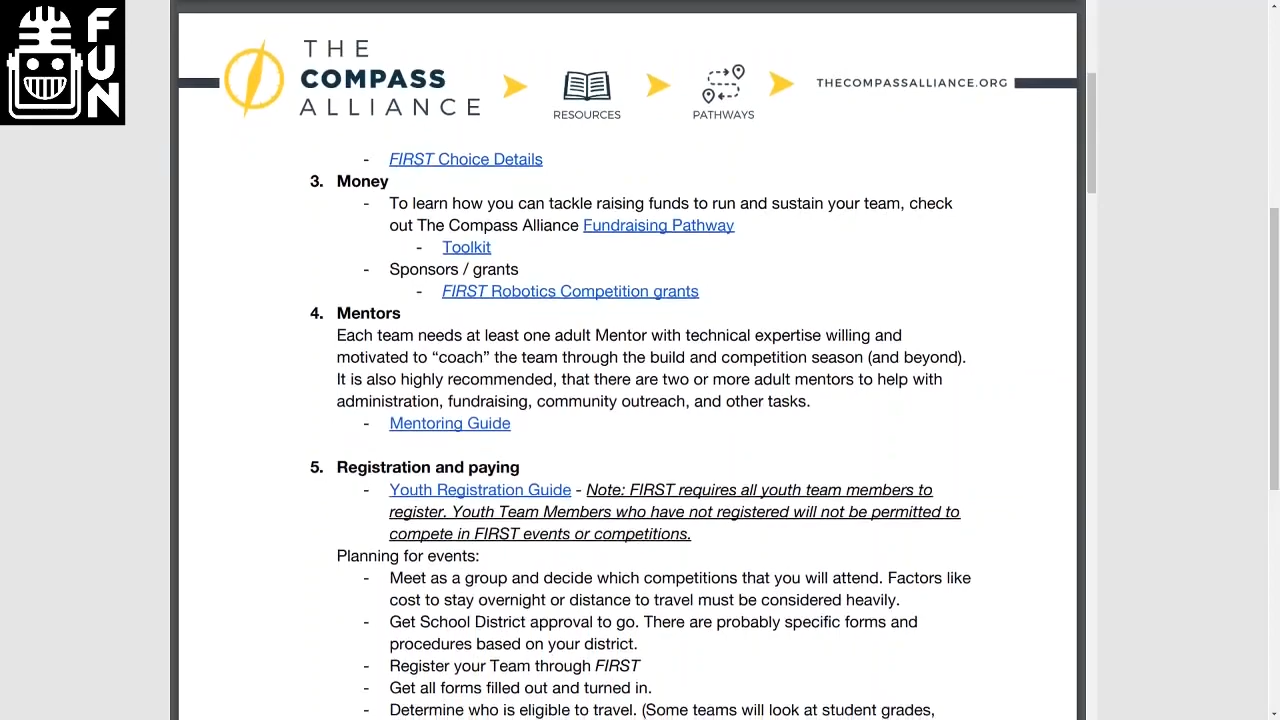 FUN
THE
COMPASS
ALLIANCE
RESOURCES
PATHWAYS
THECOMPASSALLIANCE.ORG
- FIRST Choice Details
3. Money
- To learn how you can tackle raising funds to run and sustain your team, check
out The Compass Alliance Fundraising Pathway
- Toolkit
- Sponsors / grants
- FIRST Robotics Competition grants
4. Mentors
Each team needs at least one adult Mentor with technical expertise willing and
motivated to “coach” the team through the build and competition season (and beyond).
It is also highly recommended, that there are two or more adult mentors to help with
administration, fundraising, community outreach, and other tasks.
- Mentoring Guide
5. Registration and paying
- Youth Registration Guide - Note: FIRST requires all youth team members to
register. Youth Team Members who have not registered will not be permitted to
compete in FIRST events or competitions.
Planning for events:
- Meet as a group and decide which competitions that you will attend. Factors like
cost to stay overnight or distance to travel must be considered heavily.
- Get School District approval to go. There are probably specific forms and
procedures based on your district.
- Register your Team through FIRST
- Get all forms filled out and turned in.
- Determine who is eligible to travel. (Some teams will look at student grades,